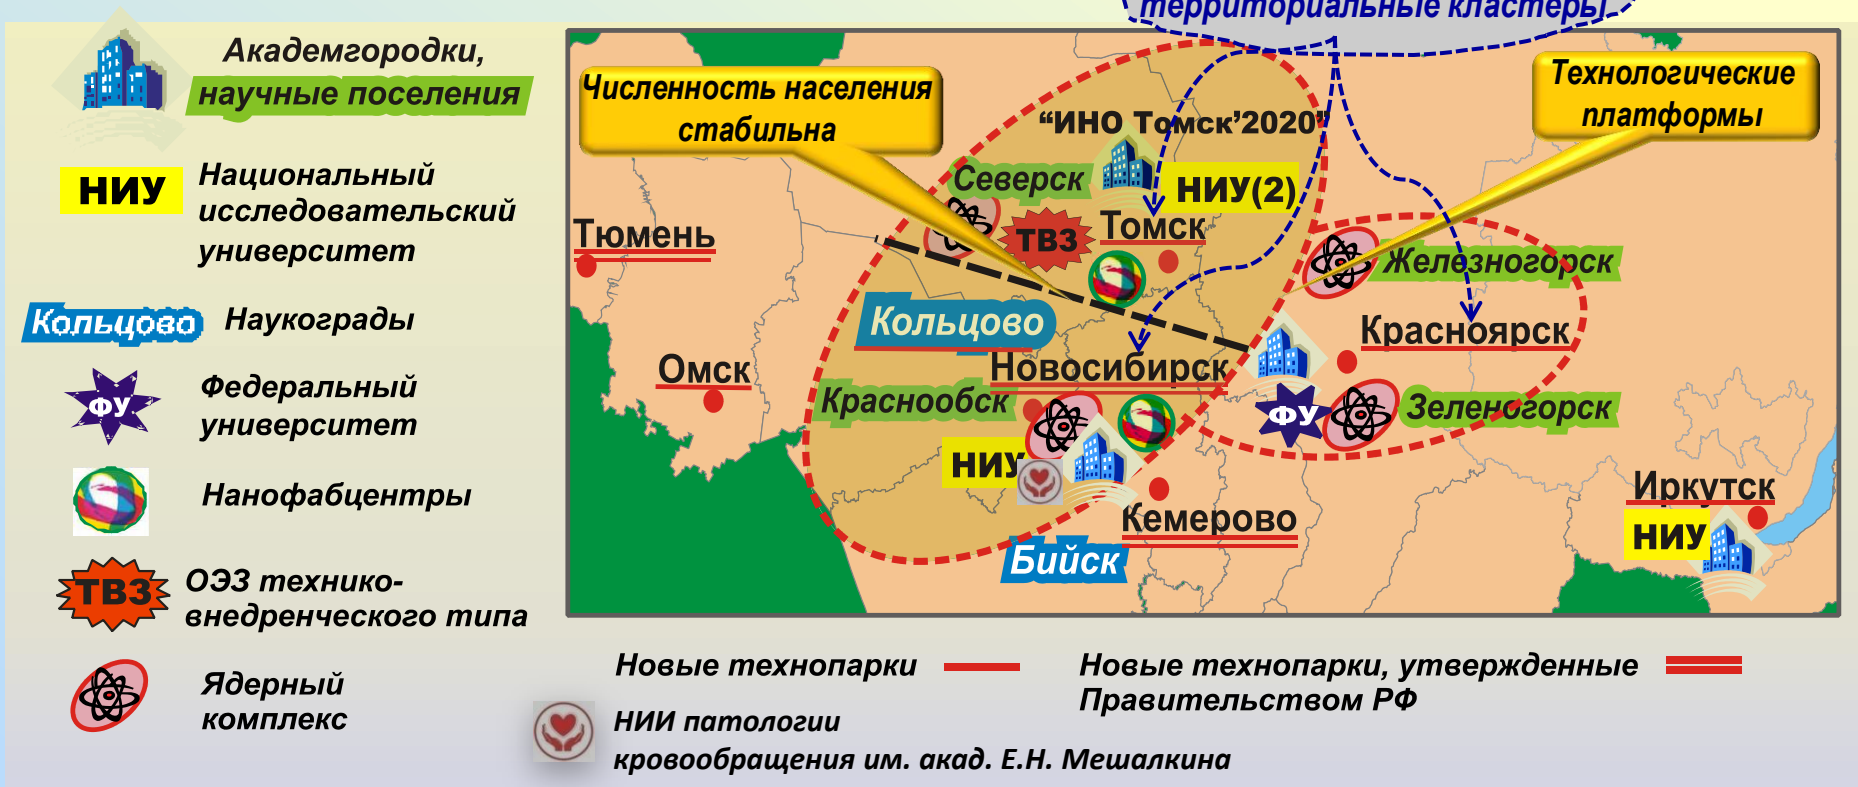 территориальные кластеры
Академгородки,
научные поселения
НИУ
Национальный
исследовательский
университет
Кольцово
Наукограды
ФУ
Федеральный
университет
Нанофабцентры
ТВЗ
ОЭЗ технико-
внедренческого типа
Ядерный
комплекс
Численность населения
стабильна
Технологические
платформы
“ИНО Томск’2020”
Северск
НИУ(2)
Тюмень
ТВЗ
Томск
Железногорск
Кольцово
Красноярск
Омск
Новосибирск
Краснообск
ФУ
Зеленогорск
НИУ
Кемерово
Бийск
Иркутск
НИУ
Новые технопарки
Новые технопарки, утвержденные
Правительством РФ
НИИ патологии
кровообращения им. акад. Е.Н. Мешалкина